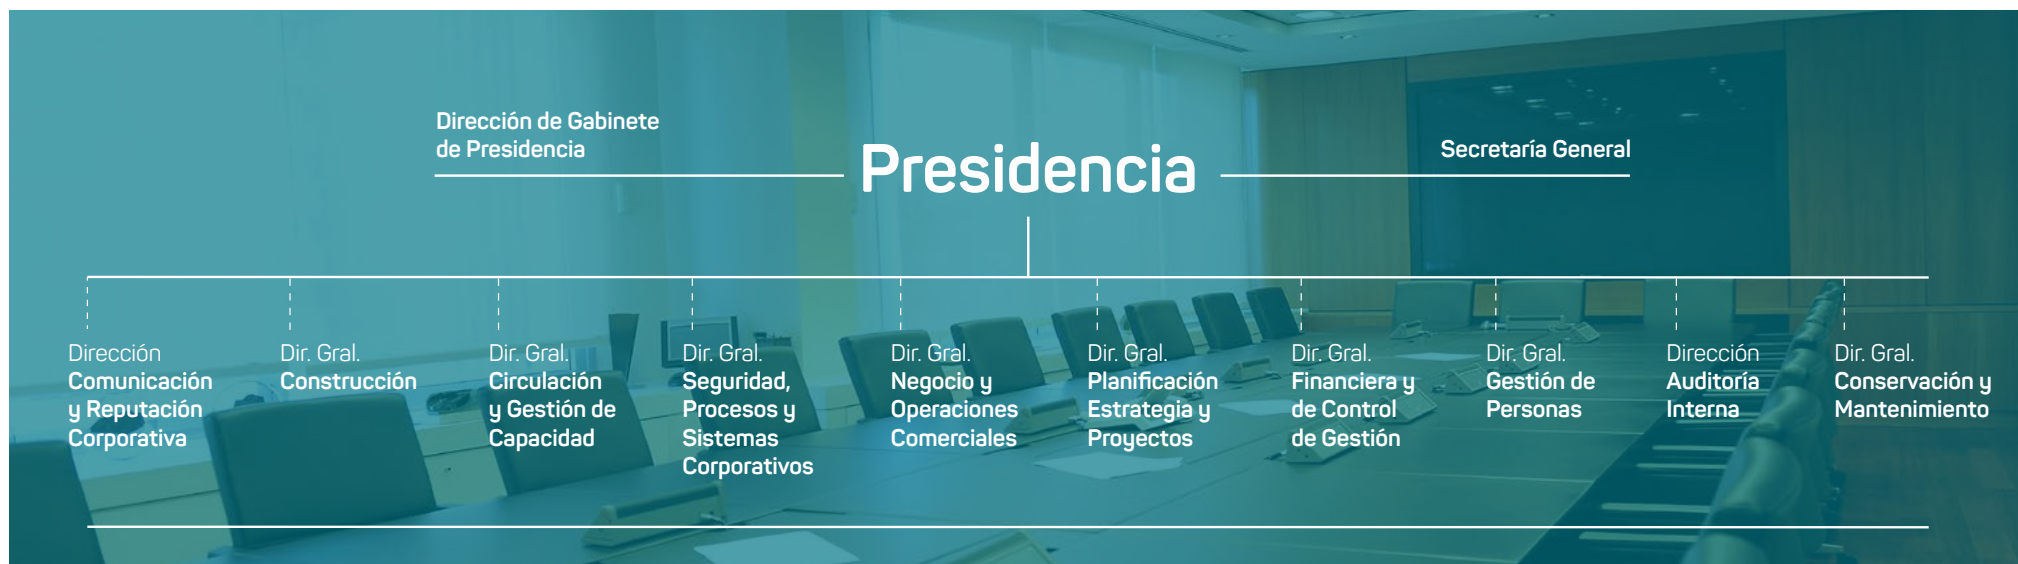 Dirección de Gabinete
de Presidencia
Presidencia
Secretaría General
Dirección
Comunicación
y Reputación
Corporativa
Dir. Gral.
Construcción
Dir. Gral.
Circulación
y Gestión de
Capacidad
Dir. Gral.
Seguridad,
Procesos y
Sistemas
Corporativos
Dir. Gral.
Negocio y
Operaciones
Comerciales
Dir. Gral.
Planificación
Estrategia y
Proyectos
Dir. Gral.
Financiera y
de Control
de Gestión
Dir. Gral.
Gestión de
Personas
Dirección
Auditoría
Interna
Dir. Gral.
Conservación y
Mantenimiento